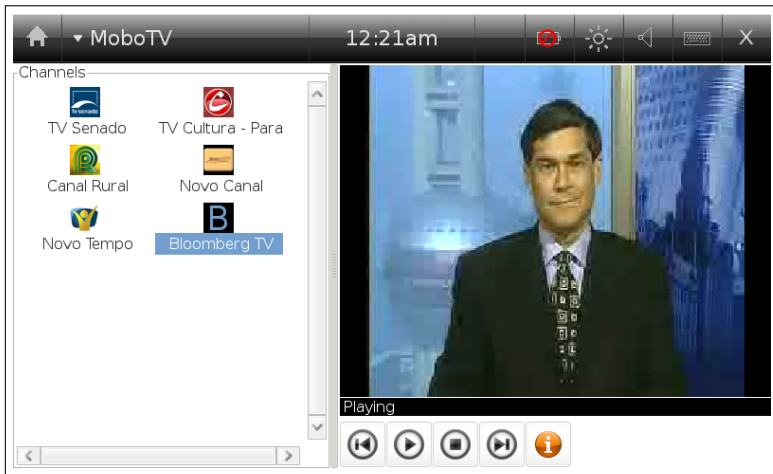 MoboTV 12:21am X
Channels
TV Senado TV Cultura - Para
Canal Rural Novo Canal
Novo Tempo Bloomberg TV
B
Playing
i